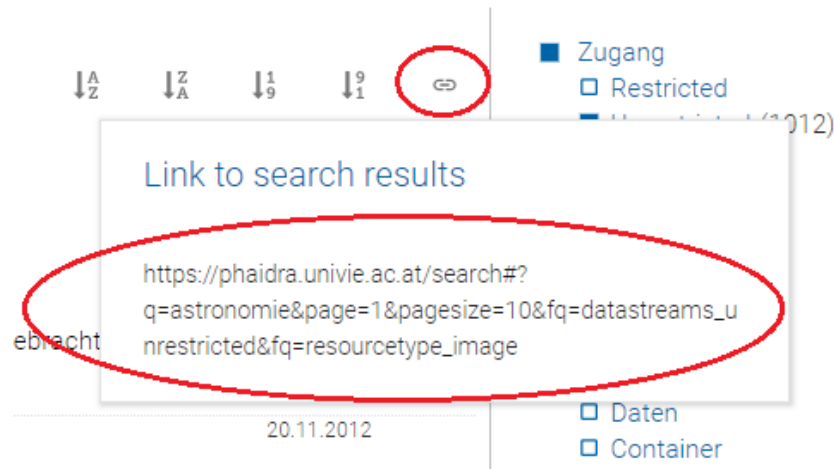 A
Z
Z
A
1
9
9
1
Zugang
Restricted
(1012)
Link to search results
https://phaidra.univie.ac.at/search#?
q=astronomie&page=1&pagesize=10&fq=datastreams_u
nrestricted&fq=resourcetype_image
ebracht
20.11.2012
Daten
Container